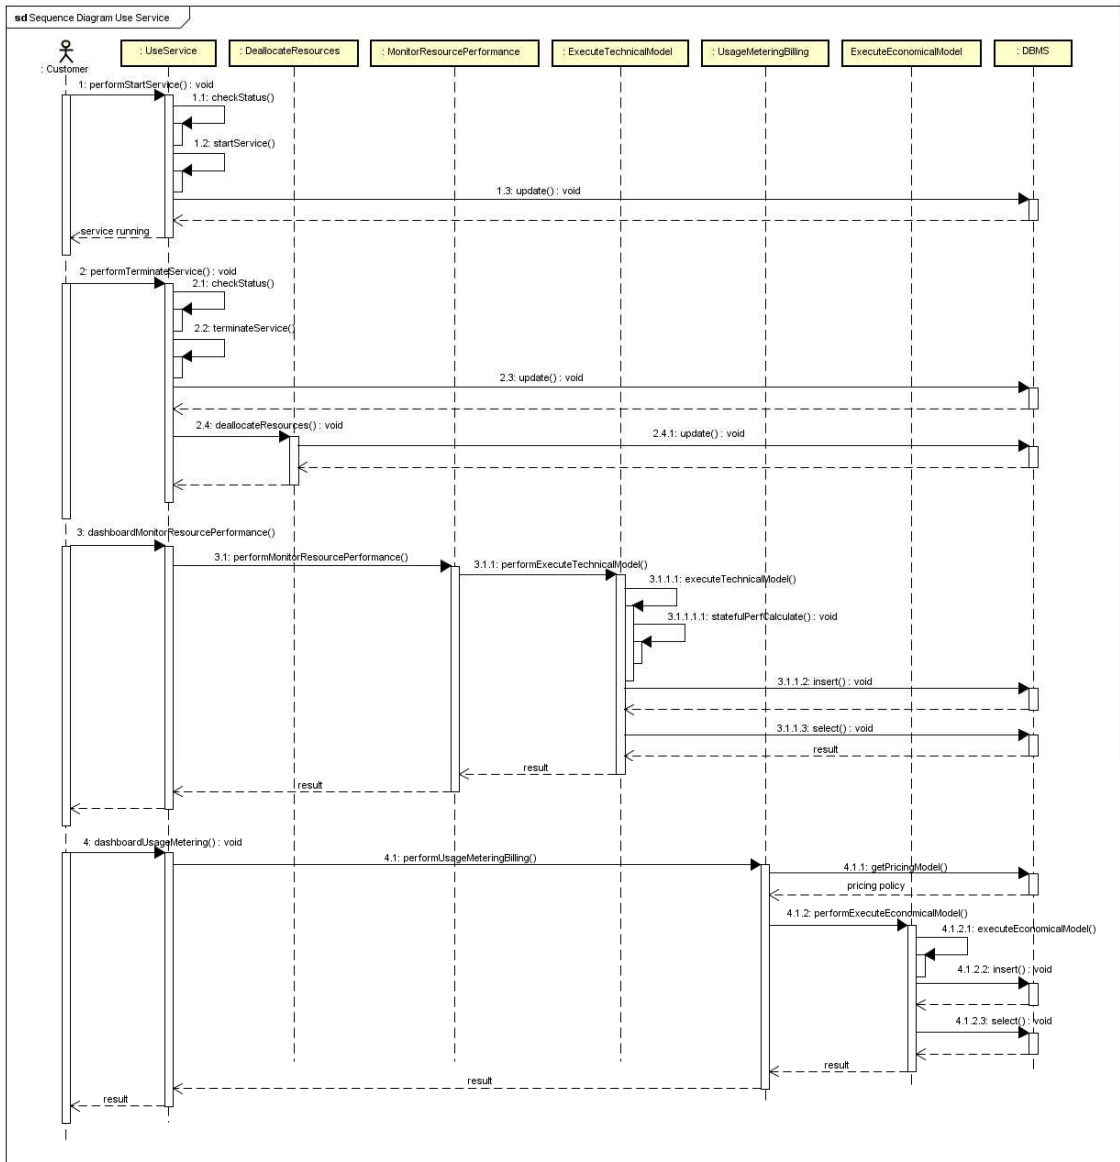 sd Sequence Diagram Use Service
: Customer
: UseService
: DeallocateResources
: MonitorResourcePerformance
: ExecuteTechnicalModel
: UsageMeteringBilling
ExecuteEconomicalModel
: DBMS
1: performStartService() : void
1.1: checkStatus()
1.2: startService()
1.3: update() : void
service running
2: performTerminateService() : void
2.1: checkStatus()
2.2: terminateService()
2.3: update() : void
2.4: deallocateResources() : void
2.4.1: update() : void
3: dashboardMonitorResourcePerformance()
3.1: performMonitorResourcePerformance()
3.1.1: performExecuteTechnicalModel()
3.1.1.1: executeTechnicalModel()
3.1.1.1.1: statefulPerfCalculate() : void
3.1.1.2: insert() : void
3.1.1.3: select() : void
result
result
result
4: dashboardUsageMetering() : void
4.1: performUsageMeteringBilling()
4.1.1: getPricingModel()
pricing policy
4.1.2: performExecuteEconomicalModel()
4.1.2.1: executeEconomicalModel()
4.1.2.2: insert() : void
4.1.2.3: select() : void
result
result
result